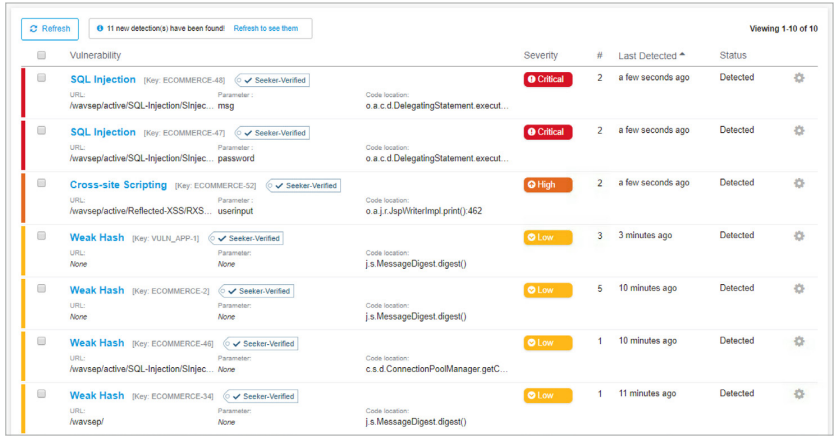 Refresh 11 new detection(s) have been found! Refresh to see them Viewing 1-10 of 10
Vulnerability Severity # Last Detected Status
SQL Injection [Key: ECOMMERCE-48] Seeker-Verified Critical 2 a few seconds ago Detected
URL: Parameter : Code location:
/wavsep/active/SQL-Injection/SInjec... msg o.a.c.d.DelegatingStatement.execut...
SQL Injection [Key: ECOMMERCE-47] Seeker-Verified Critical 2 a few seconds ago Detected
URL: Parameter: Code location:
/wavsep/active/SQL-Injection/SInjec... password o.a.c.d.DelegatingStatement.execut...
Cross-site Scripting [Key: ECOMMERCE-52] Seeker-Verified High 2 a few seconds ago Detected
URL: Parameter : Code location:
/wavsep/active/Reflected-XSS/RXS... userinput o.a.j.r.JspWriterImpl.print():462
Weak Hash [Key: VULN_APP-1] Seeker-Verified Low 3 3 minutes ago Detected
URL: Parameter: Code location:
None None j.s.MessageDigest.digest()
Weak Hash [Key: ECOMMERCE-2] Seeker-Verified Low 5 10 minutes ago Detected
URL: Parameter: Code location:
None None j.s.MessageDigest.digest()
Weak Hash [Key: ECOMMERCE-46] Seeker-Verified Low 1 10 minutes ago Detected
URL: Parameter: Code location:
/wavsep/active/SQL-Injection/SInjec... None c.s.d.ConnectionPoolManager.getC...
Weak Hash [Key: ECOMMERCE-34] Seeker-Verified Low 1 11 minutes ago Detected
URL: Parameter: Code location:
/wavsep/ None j.s.MessageDigest.digest()